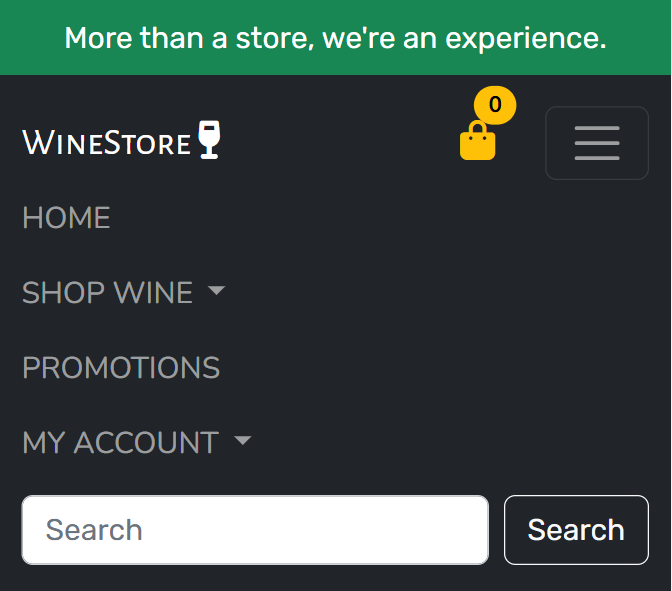 More than a store, we're an experience.
0
WINESTORE
HOME
SHOP WINE
PROMOTIONS
MY ACCOUNT
Search Search